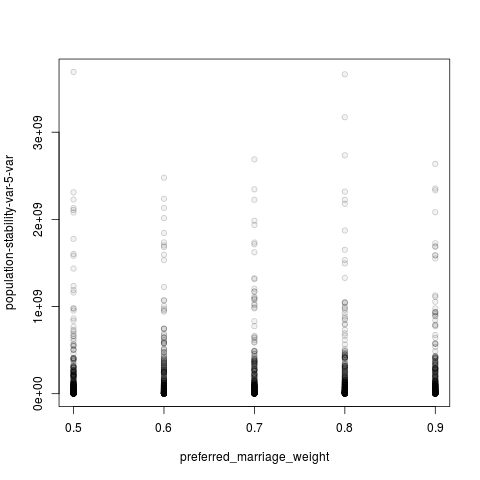 population-stability-var-5-var
3e+09
2e+09
1e+09
0e+00
0.5 0.6 0.7 0.8 0.9
preferred_marriage_weight